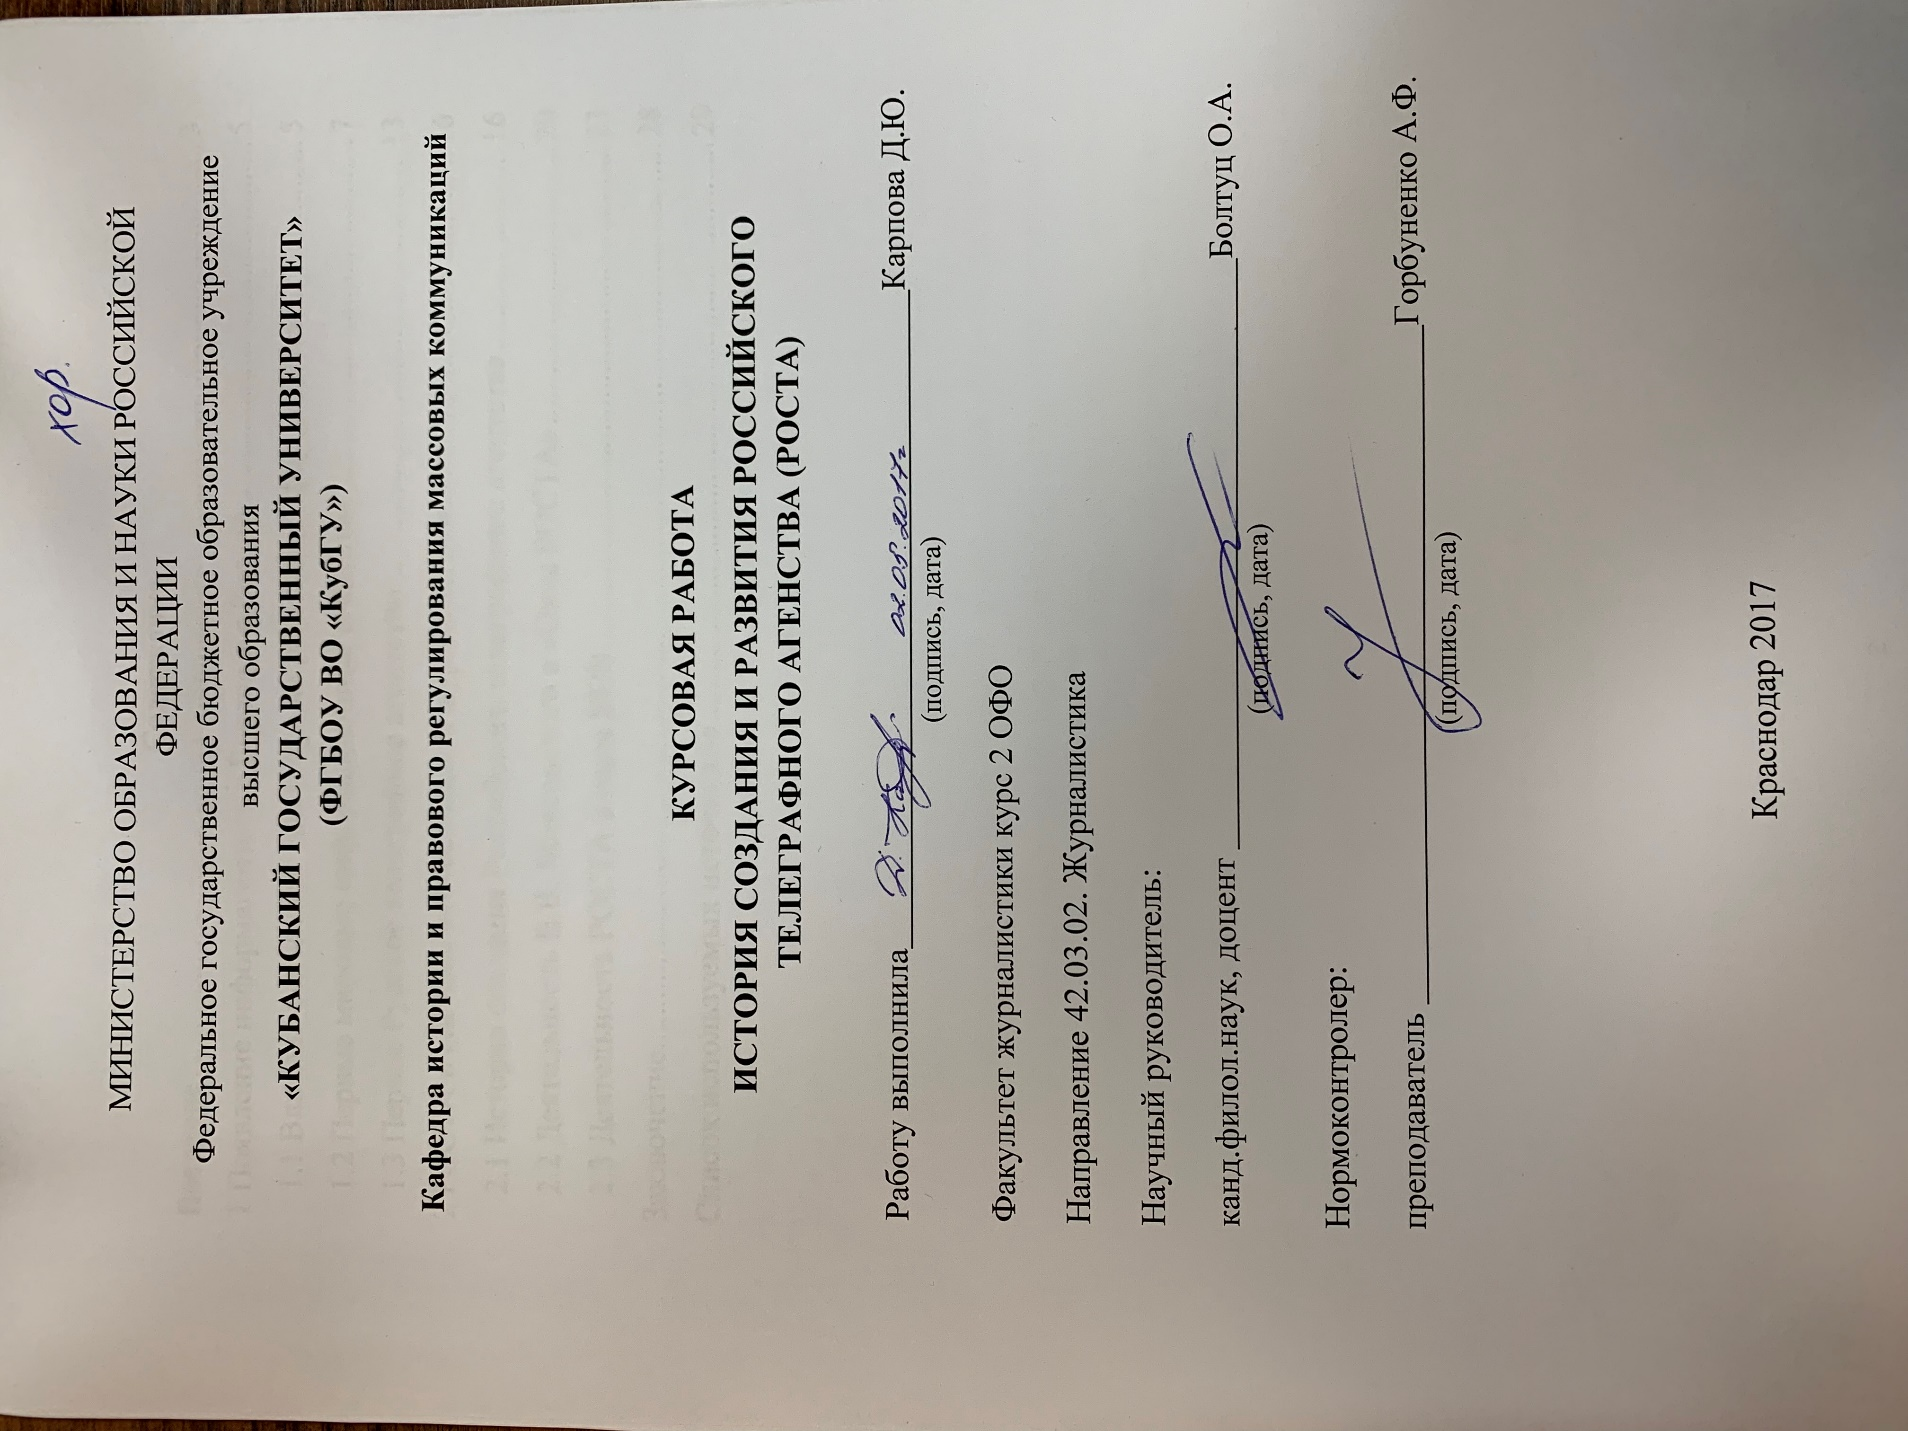 хор.
МИНИСТЕРСТВО ОБРАЗОВАНИЯ И НАУКИ РОССИЙСКОЙ
ФЕДЕРАЦИИ
Федеральное государственное бюджетное образовательное учреждение
высшего образования
«КУБАНСКИЙ ГОСУДАРСТВЕННЫЙ УНИВЕРСИТЕТ»
(ФГБОУ ВО «КубГУ»)
Кафедра истории и правового регулирования массовых коммуникаций
КУРСОВАЯ РАБОТА
ИСТОРИЯ СОЗДАНИЯ И РАЗВИТИЯ РОССИЙСКОГО
ТЕЛЕГРАФНОГО АГЕНСТВА (РОСТА)
Работу выполнила Карпова Д.Ю.
(подпись, дата)
Факультет журналистики курс 2 ОФО
Направление 42.03.02. Журналистика
Научный руководитель:
канд.филол.наук, доцент Болтуц О.А.
(подпись, дата)
Нормоконтролер:
преподаватель Горбуненко А.Ф.
(подпись, дата)
Краснодар 2017